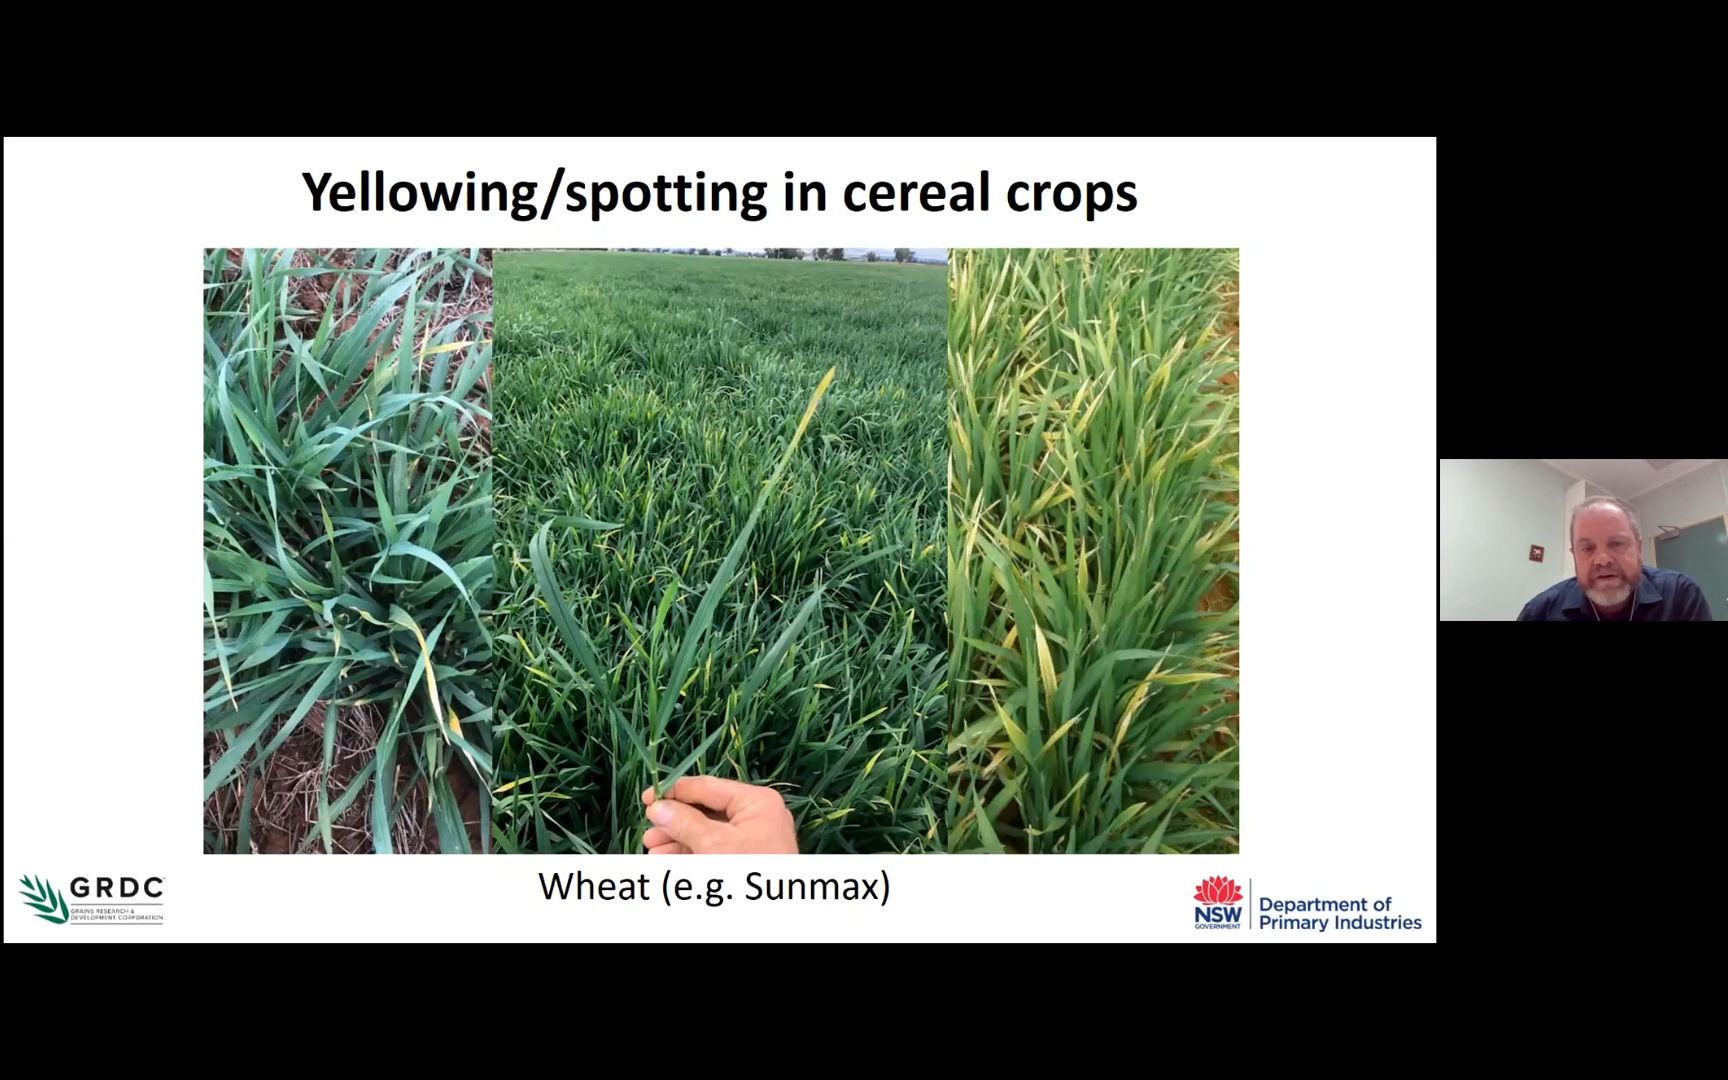 Yellowing/spotting in cereal crops
Wheat (e.g. Sunmax)
GRDC
GRAINS RESEARCH &
DEVELOPMENT CORPORATION
NSW
GOVERNMENT
Department of
Primary Industries